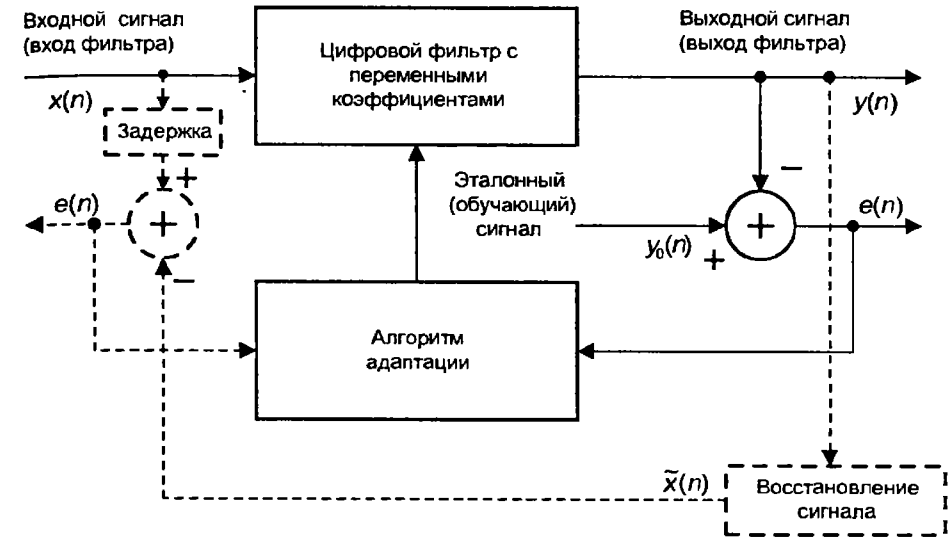 Входной сигнал
(вход фильтра)
x(n)
Задержка
+
e(n)
+
−
Цифровой фильтр с
переменными
коэффициентами
Выходной сигнал
(выход фильтра)
y(n)
−
Эталонный
(обучающий)
сигнал
y₀(n)
+
+
e(n)
Алгоритм
адаптации
x̃(n)
Восстановление
сигнала